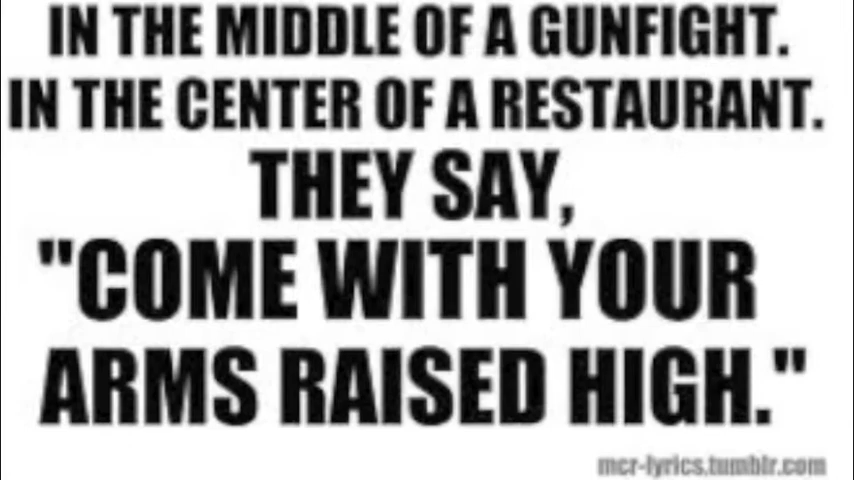 IN THE MIDDLE OF A GUNFIGHT.
IN THE CENTER OF A RESTAURANT.
THEY SAY,
"COME WITH YOUR
ARMS RAISED HIGH."
mcr-lyrics.tumblr.com